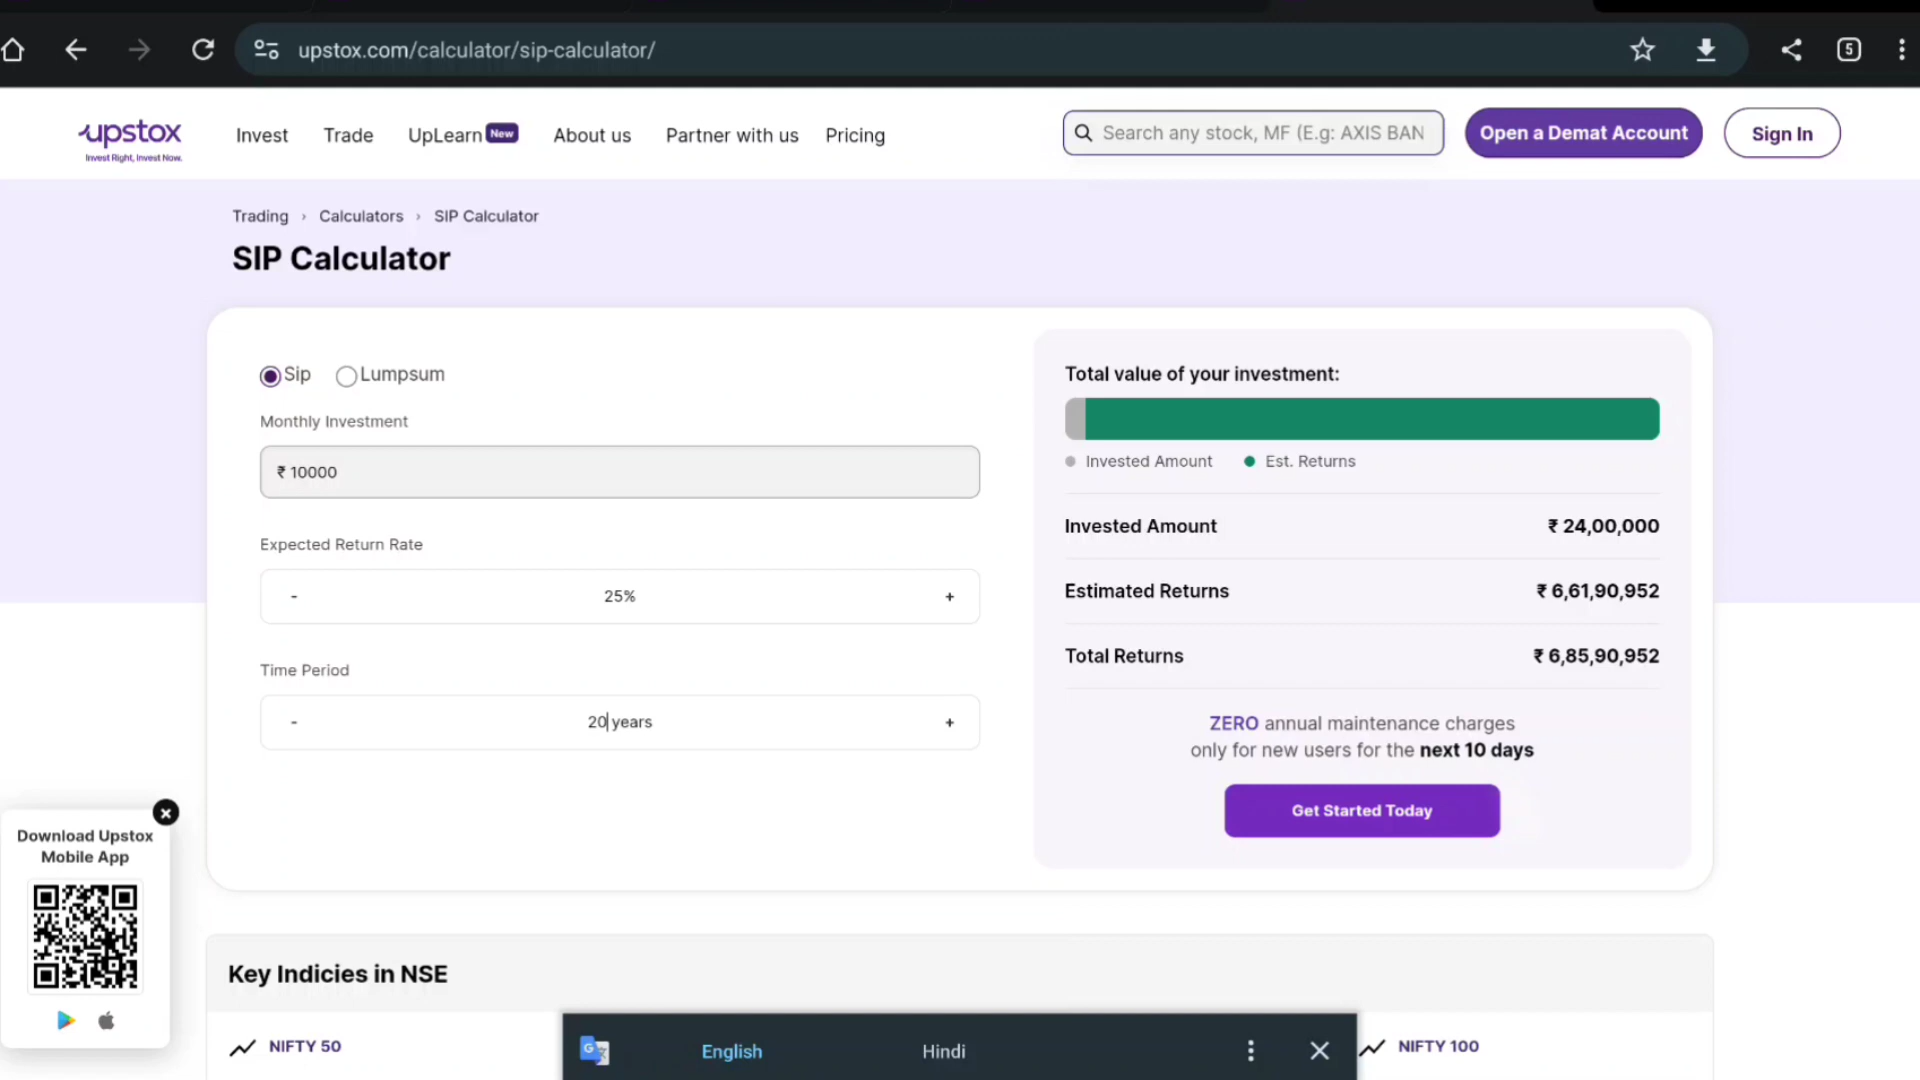 upstox.com/calculator/sip-calculator/
5
upstox
Invest Right, Invest Now.
Invest
Trade
UpLearn New
About us
Partner with us
Pricing
Search any stock, MF (E.g: AXIS BAN
Open a Demat Account
Sign In
Trading › Calculators › SIP Calculator
SIP Calculator
Sip
Lumpsum
Monthly Investment
₹ 10000
Expected Return Rate
- 25% +
Time Period
- 20 years +
Total value of your investment:
Invested Amount
Est. Returns
Invested Amount ₹ 24,00,000
Estimated Returns ₹ 6,61,90,952
Total Returns ₹ 6,85,90,952
ZERO annual maintenance charges
only for new users for the next 10 days
Get Started Today
Download Upstox
Mobile App
Key Indicies in NSE
NIFTY 50
NIFTY 100
English
Hindi